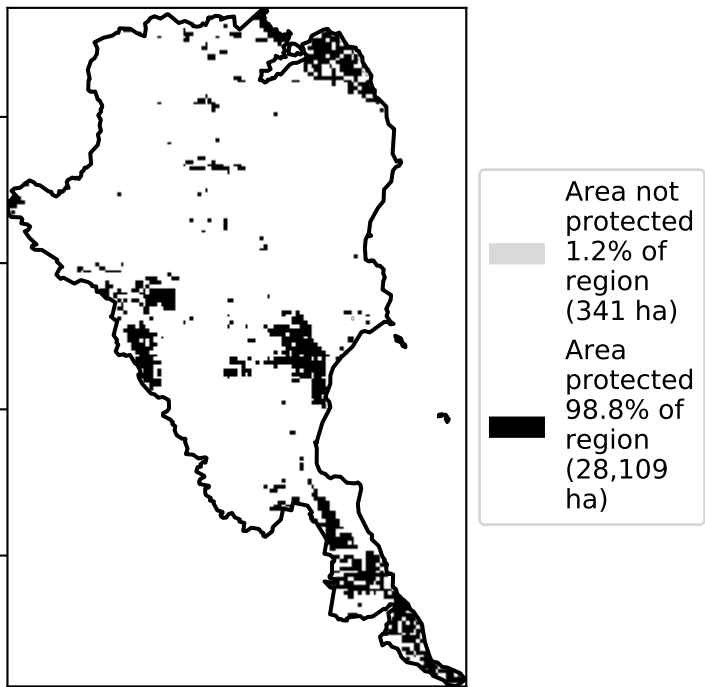 Area not
protected
1.2% of
region
(341 ha)
Area
protected
98.8% of
region
(28,109
ha)